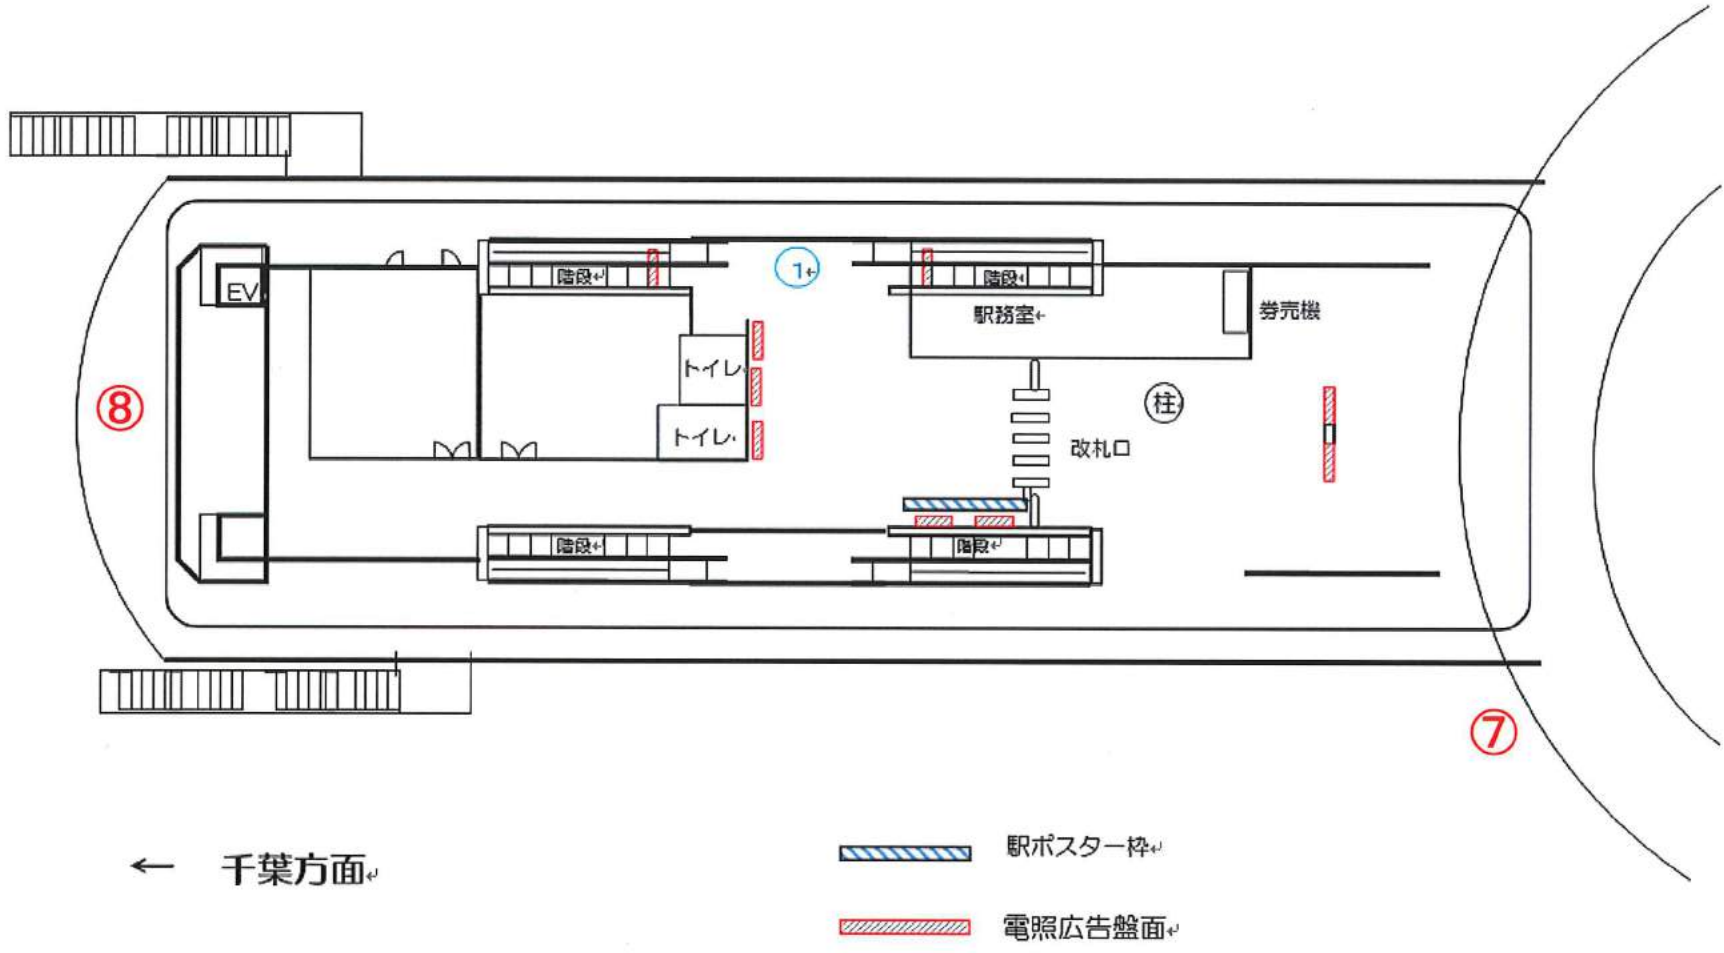 1
階段
階段
EV
駅務室
券売機
トイレ
⑧
柱
トイレ
改札口
階段
階段
⑦
← 千葉方面
駅ポスター枠
電照広告盤面